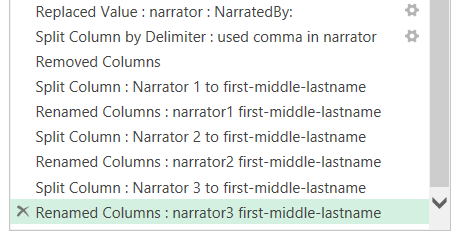 Replaced Value : narrator : NarratedBy:
Split Column by Delimiter : used comma in narrator
Removed Columns
Split Column : Narrator 1 to first-middle-lastname
Renamed Columns : narrator1 first-middle-lastname
Split Column : Narrator 2 to first-middle-lastname
Renamed Columns : narrator2 first-middle-lastname
Split Column : Narrator 3 to first-middle-lastname
Renamed Columns : narrator3 first-middle-lastname